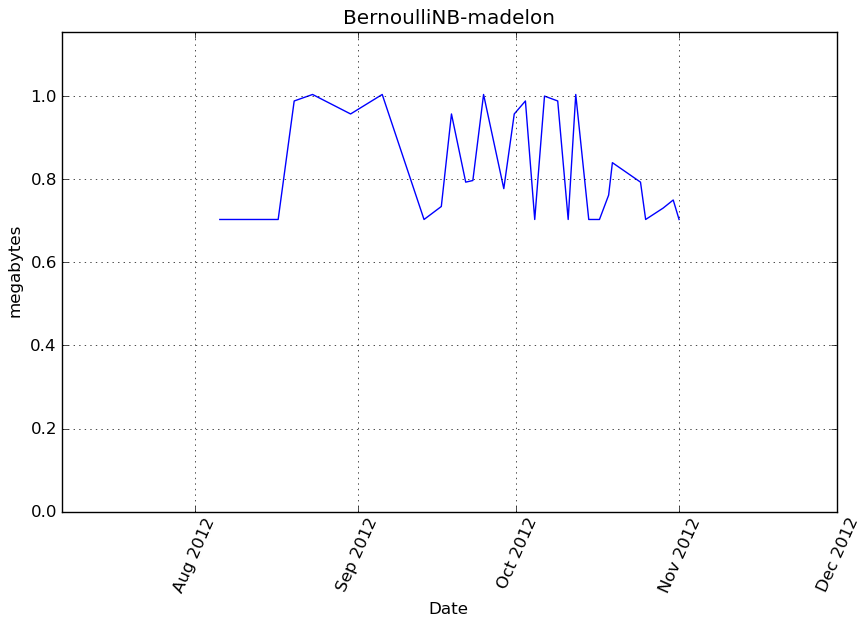 BernoulliNB-madelon
megabytes
1.0
0.8
0.6
0.4
0.2
0.0
Aug 2012
Sep 2012
Oct 2012
Nov 2012
Dec 2012
Date